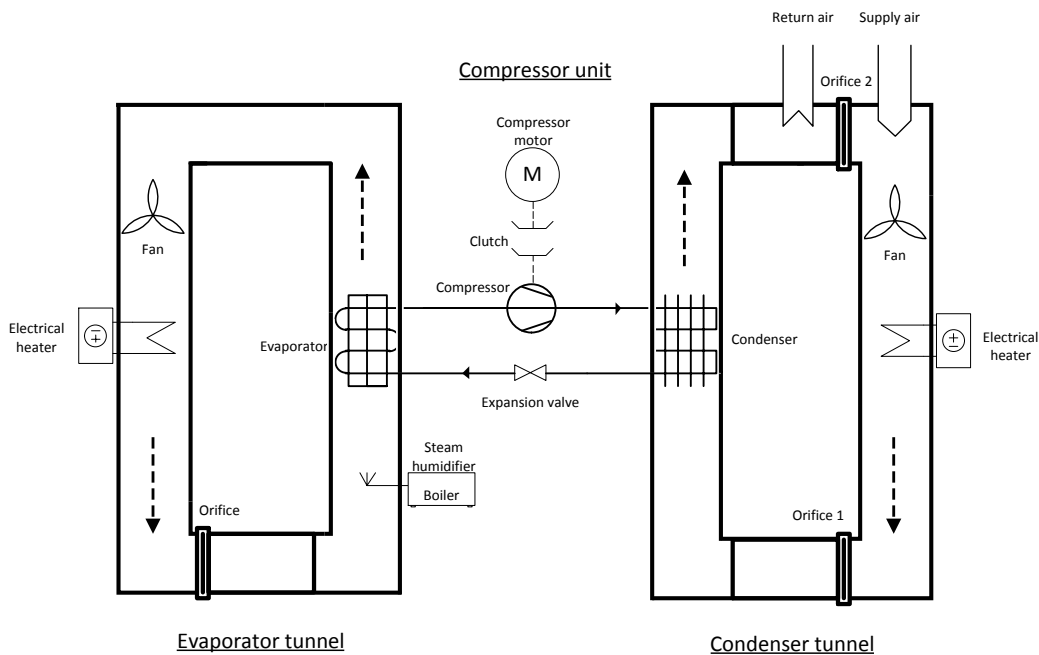 Return air
Supply air
Compressor unit
Orifice 2
Compressor
motor
M
Fan
Clutch
Fan
Compressor
Electrical
heater
Evaporator
Condenser
Electrical
heater
Expansion valve
Steam
humidifier
Boiler
Orifice
Orifice 1
Evaporator tunnel
Condenser tunnel